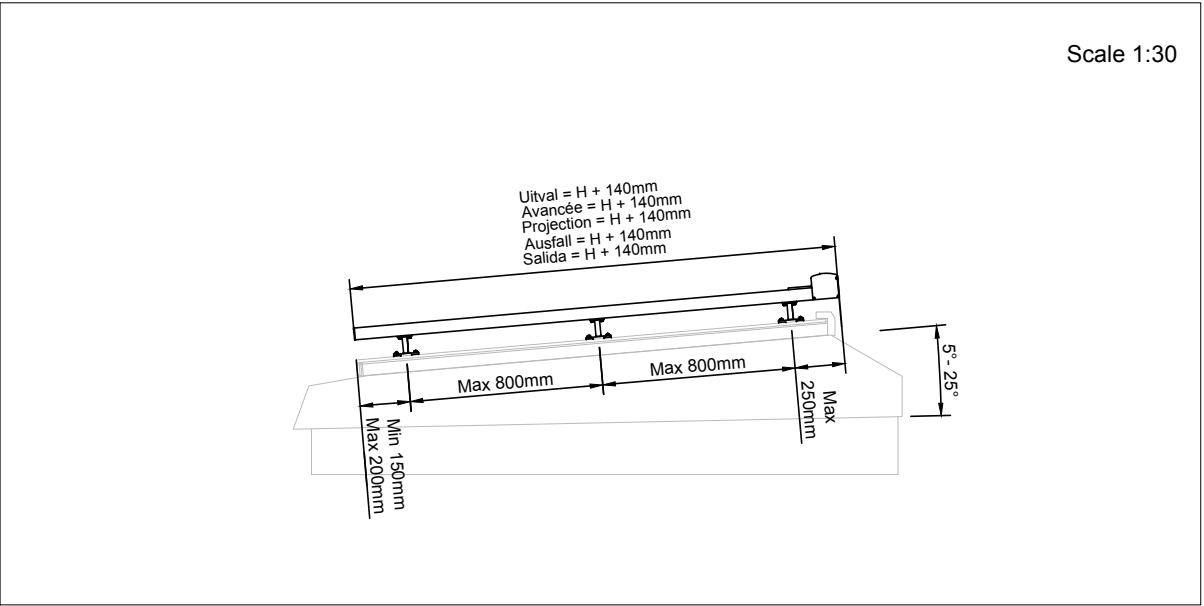 Scale 1:30
Uitval = H + 140mm
Avancée = H + 140mm
Projection = H + 140mm
Ausfall = H + 140mm
Salida = H + 140mm
5°- 25°
Max 800mm
Max 800mm
Max
250mm
Min 150mm
Max 200mm